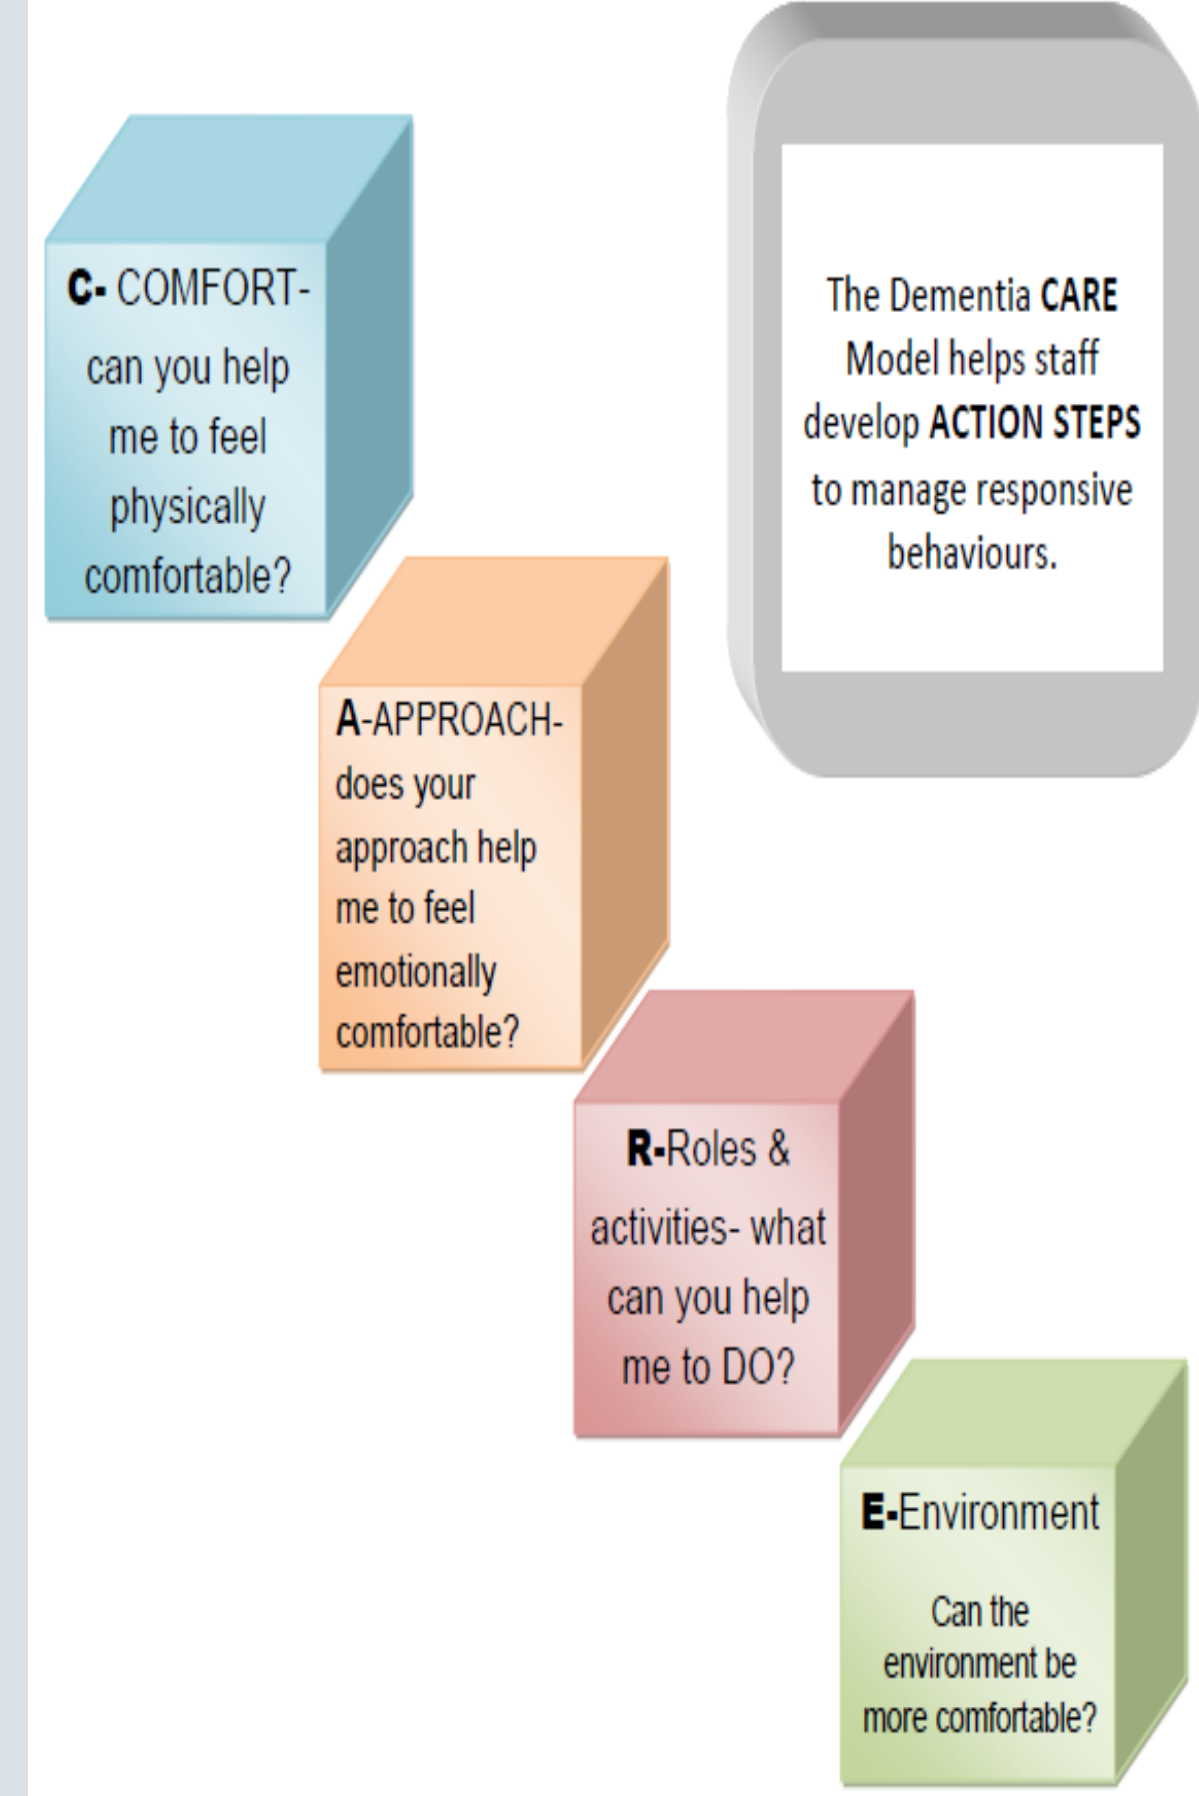 C- COMFORT-
can you help
me to feel
physically
comfortable?
The Dementia CARE
Model helps staff
develop ACTION STEPS
to manage responsive
behaviours.
A-APPROACH-
does your
approach help
me to feel
emotionally
comfortable?
R-Roles &
activities- what
can you help
me to DO?
E-Environment
Can the
environment be
more comfortable?